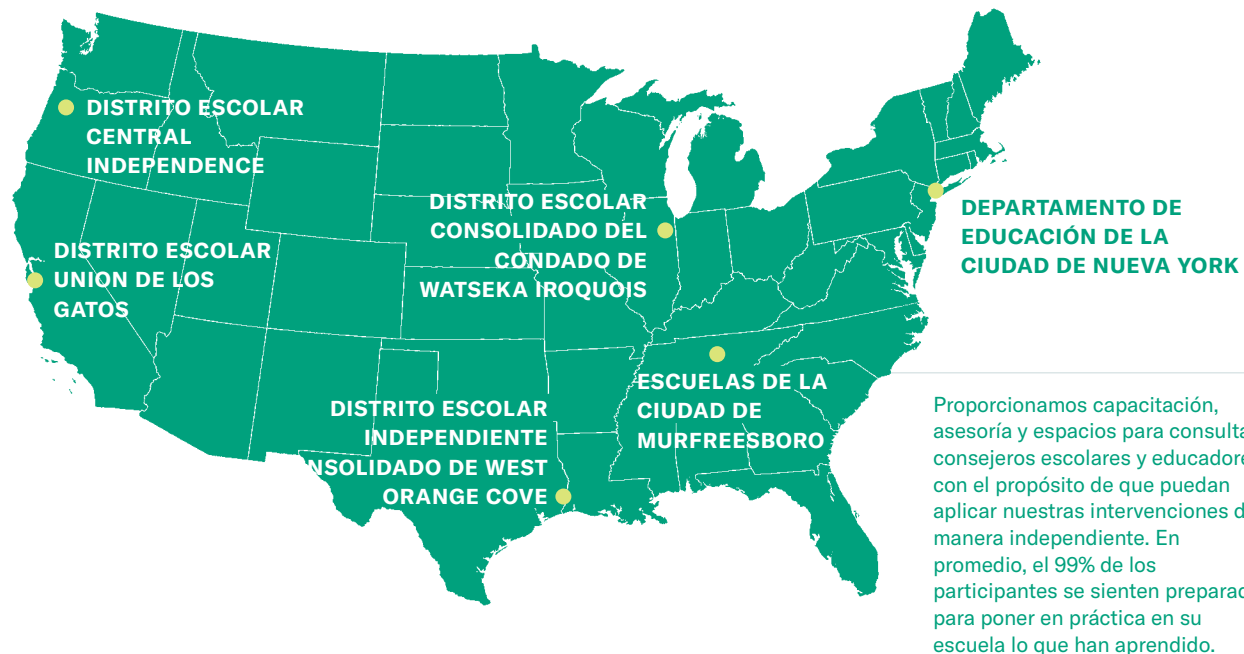 DISTRITO ESCOLAR
CENTRAL
INDEPENDENCE
DISTRITO ESCOLAR
UNION DE LOS
GATOS
DISTRITO ESCOLAR
CONSOLIDADO DEL
CONDADO DE
WATSEKA IROQUOIS
DEPARTAMENTO DE
EDUCACIÓN DE LA
CIUDAD DE NUEVA YORK
DISTRITO ESCOLAR
INDEPENDIENTE
NSOLIDADO DE WEST
ORANGE COVE
ESCUELAS DE LA
CIUDAD DE
MURFREESBORO
Proporcionamos capacitación,
asesoría y espacios para consulta
consejeros escolares y educadore
con el propósito de que puedan
aplicar nuestras intervenciones d
manera independiente. En
promedio, el 99% de los
participantes se sienten preparad
para poner en práctica en su
escuela lo que han aprendido.